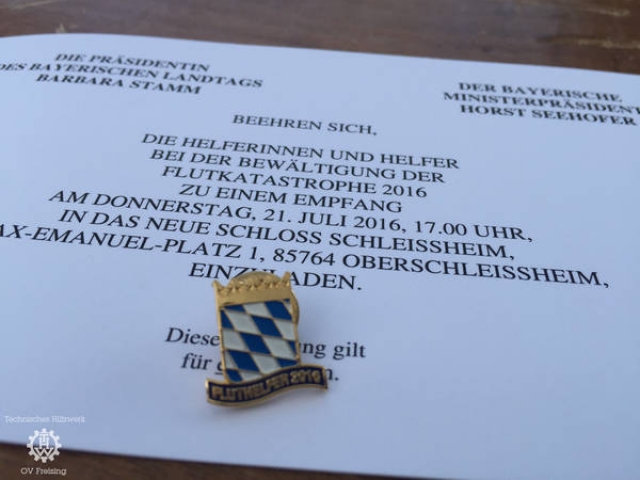 DIE PRÄSIDENTIN
DES BAYERISCHEN LANDTAGS
BARBARA STAMM
DER BAYERISCHE
MINISTERPRÄSIDENT
HORST SEEHOFER
BEEHREN SICH,
DIE HELFERINNEN UND HELFER
BEI DER BEWÄLTIGUNG DER
FLUTKATASTROPHE 2016
ZU EINEM EMPFANG
AM DONNERSTAG, 21. JULI 2016, 17.00 UHR,
IN DAS NEUE SCHLOSS SCHLEISSHEIM,
AX-EMANUEL-PLATZ 1, 85764 OBERSCHLEISSHEIM,
EINZULADEN.
Diese gilt
für
FLUTHELFER 2016
Technisches Hilfswerk
THW
OV Freising